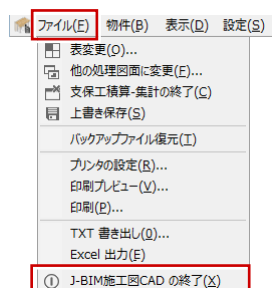 ファイル(F) 物件(B) 表示(D) 設定(S)
表変更(O)...
他の処理図面に変更(F)...
支保工積算-集計の終了(C)
上書き保存(S)
バックアップファイル復元(T)
プリンタの設定(R)...
印刷プレビュー(V)...
印刷(P)...
TXT 書き出し(0)...
Excel 出力(E)
J-BIM施工図CAD の終了(X)